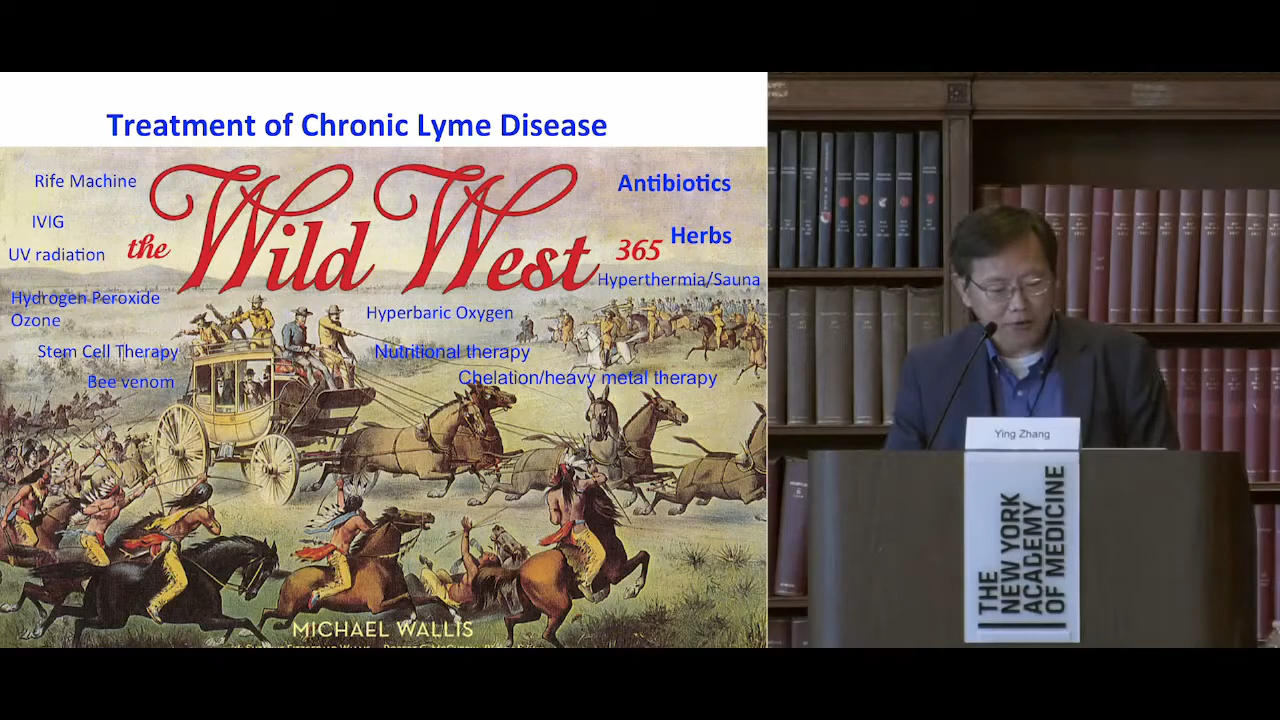 Treatment of Chronic Lyme Disease
Rife Machine
IVIG
UV radiation
Hydrogen Peroxide
Ozone
Stem Cell Therapy
Bee venom
the Wild West 365
Antibiotics
Herbs
Hyperthermia/Sauna
Hyperbaric Oxygen
Nutritional therapy
Chelation/heavy metal therapy
MICHAEL WALLIS
Ying Zhang
THE
NEW YORK
ACADEMY
OF MEDICINE